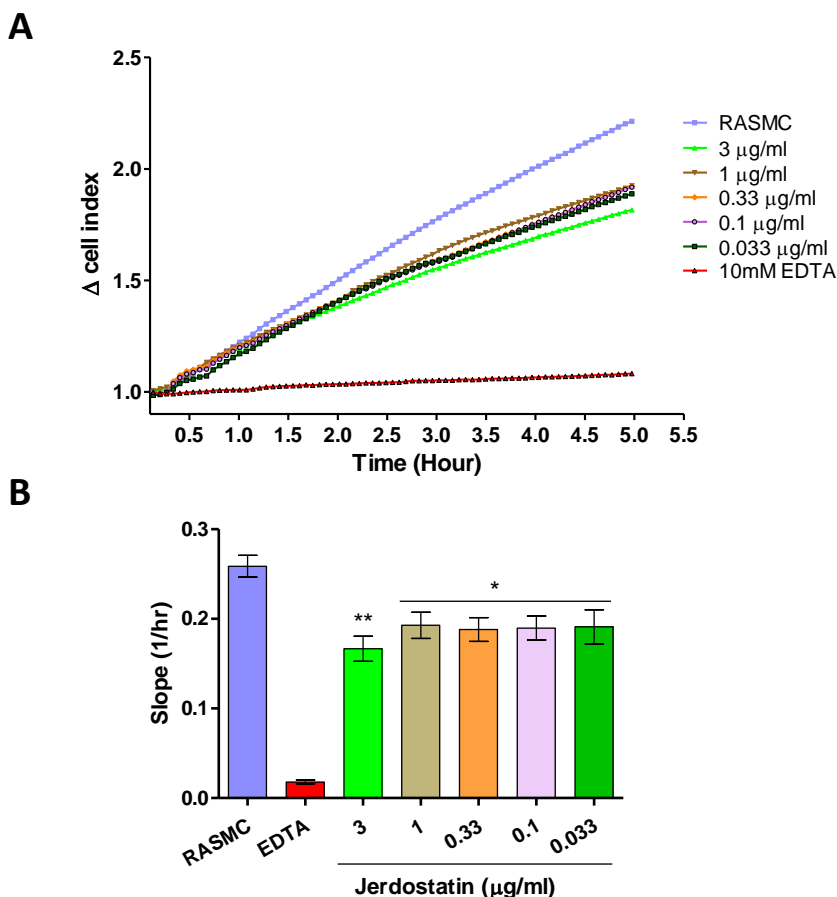 A
Δ cell index
2.5
2.0
1.5
1.0
0.5 1.0 1.5 2.0 2.5 3.0 3.5 4.0 4.5 5.0 5.5
Time (Hour)
RASMC
3 μg/ml
1 μg/ml
0.33 μg/ml
0.1 μg/ml
0.033 μg/ml
10mM EDTA
B
Slope (1/hr)
0.3
0.2
0.1
0.0
**
*
RASMC EDTA 3 1 0.33 0.1 0.033
Jerdostatin (μg/ml)